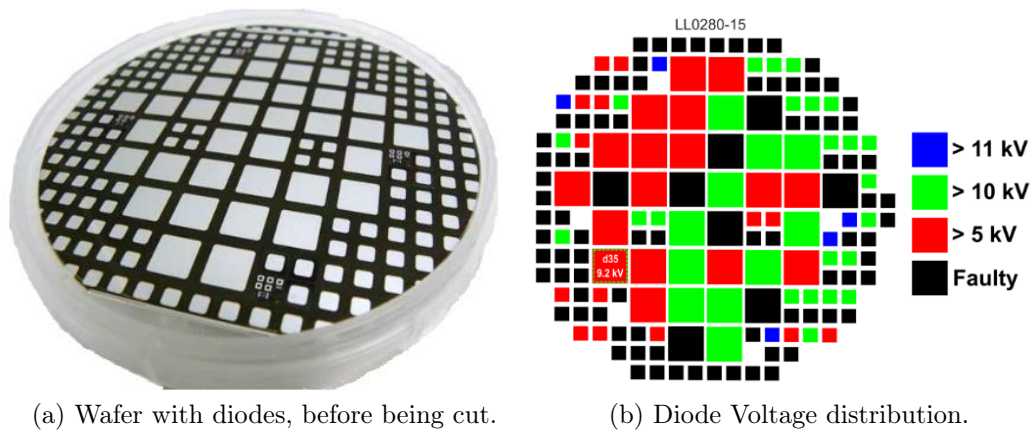 LL0280-15
d35
9.2 kV
> 11 kV
> 10 kV
> 5 kV
Faulty
(a) Wafer with diodes, before being cut.
(b) Diode Voltage distribution.